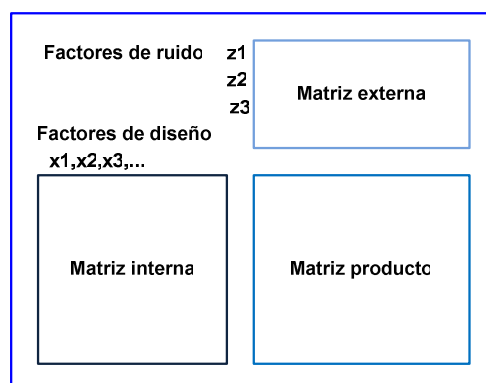 Factores de ruido z1
z2
z3
Matriz externa
Factores de diseño
x1,x2,x3,...
Matriz interna
Matriz producto